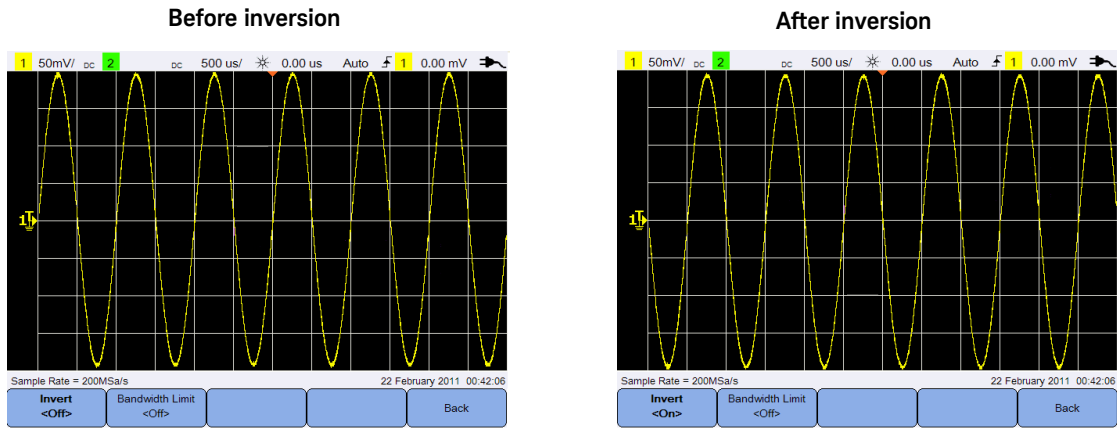 Before inversion
1 50mV/ DC 2 DC 500 us/ 0.00 us Auto 1 0.00 mV
1
Sample Rate = 200MSa/s 22 February 2011 00:42:06
Invert
<Off>
Bandwidth Limit
<Off>
Back
After inversion
1 50mV/ DC 2 DC 500 us/ 0.00 us Auto 1 0.00 mV
1
Sample Rate = 200MSa/s 22 February 2011 00:42:06
Invert
<On>
Bandwidth Limit
<Off>
Back